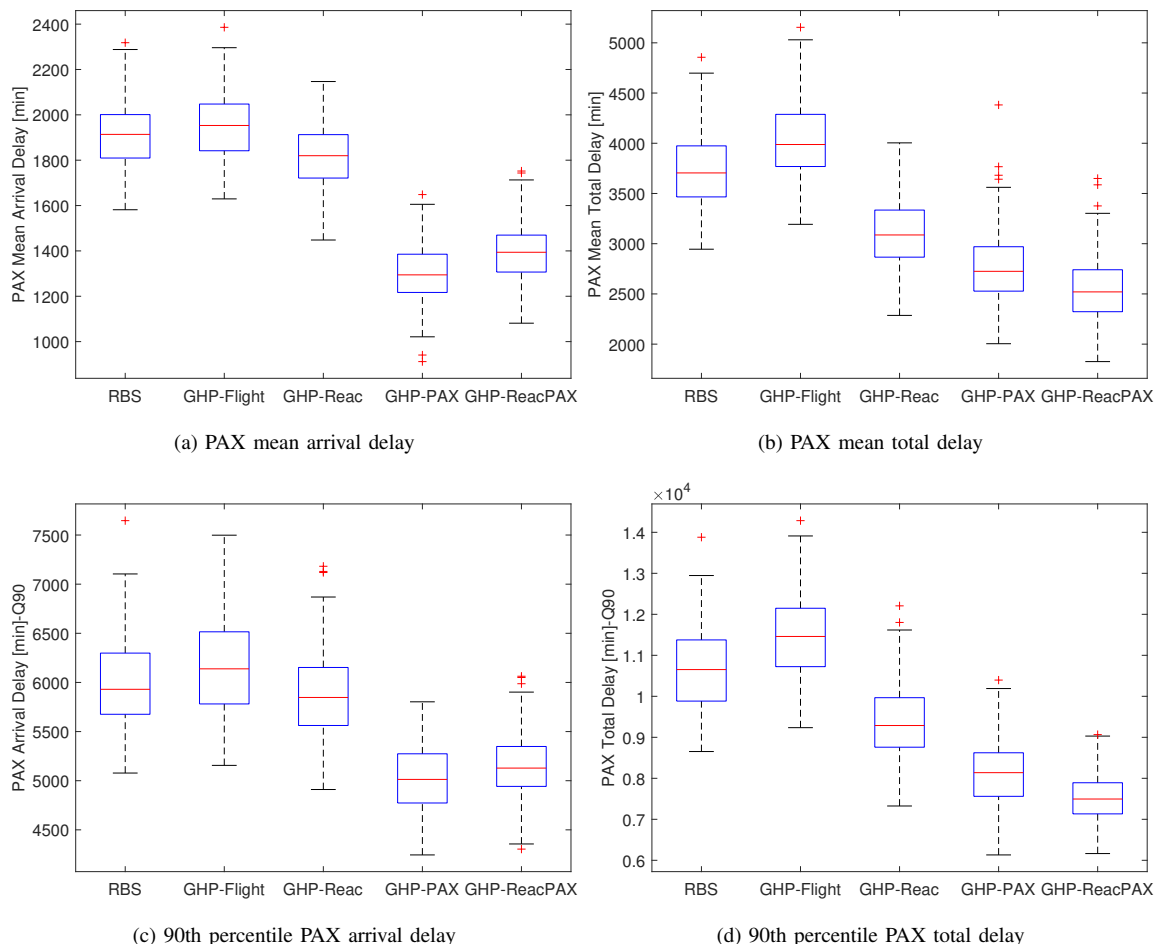 2400
2200
2000
1800
1600
1400
1200
1000
PAX Mean Arrival Delay [min]
RBS GHP-Flight GHP-Reac GHP-PAX GHP-ReacPAX
(a) PAX mean arrival delay
5000
4500
4000
3500
3000
2500
2000
PAX Mean Total Delay [min]
RBS GHP-Flight GHP-Reac GHP-PAX GHP-ReacPAX
(b) PAX mean total delay
7500
7000
6500
6000
5500
5000
4500
PAX Arrival Delay [min]-Q90
RBS GHP-Flight GHP-Reac GHP-PAX GHP-ReacPAX
(c) 90th percentile PAX arrival delay
×10⁴
1.4
1.3
1.2
1.1
1
0.9
0.8
0.7
0.6
PAX Total Delay [min]-Q90
RBS GHP-Flight GHP-Reac GHP-PAX GHP-ReacPAX
(d) 90th percentile PAX total delay